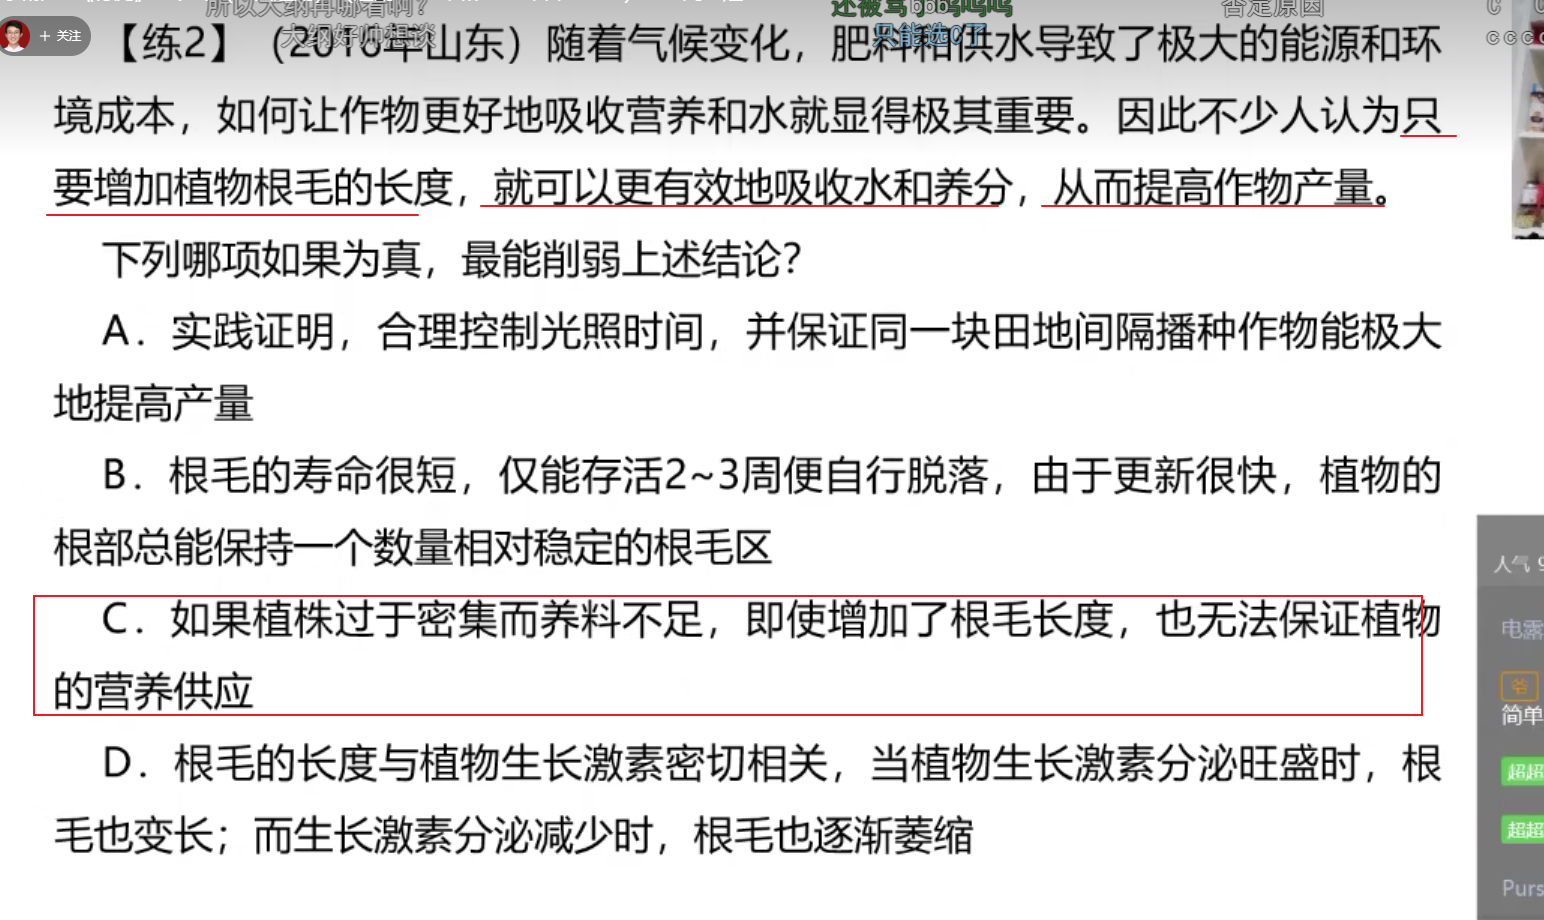 所以大纲再哪看啊?
还被骂了呜呜呜
bbb
否定原因
C
+ 关注
大纲好帅想谈
只能选C了
C C C
【练2】（2016年山东）随着气候变化，肥料和供水导致了极大的能源和环
境成本，如何让作物更好地吸收营养和水就显得极其重要。因此不少人认为只
要增加植物根毛的长度，就可以更有效地吸收水和养分，从而提高作物产量。
下列哪项如果为真，最能削弱上述结论？
A．实践证明，合理控制光照时间，并保证同一块田地间隔播种作物能极大
地提高产量
B．根毛的寿命很短，仅能存活2~3周便自行脱落，由于更新很快，植物的
根部总能保持一个数量相对稳定的根毛区
C．如果植株过于密集而养料不足，即使增加了根毛长度，也无法保证植物
的营养供应
D．根毛的长度与植物生长激素密切相关，当植物生长激素分泌旺盛时，根
毛也变长；而生长激素分泌减少时，根毛也逐渐萎缩
人气 9
电露
爷
简单
超超
超超
Purs